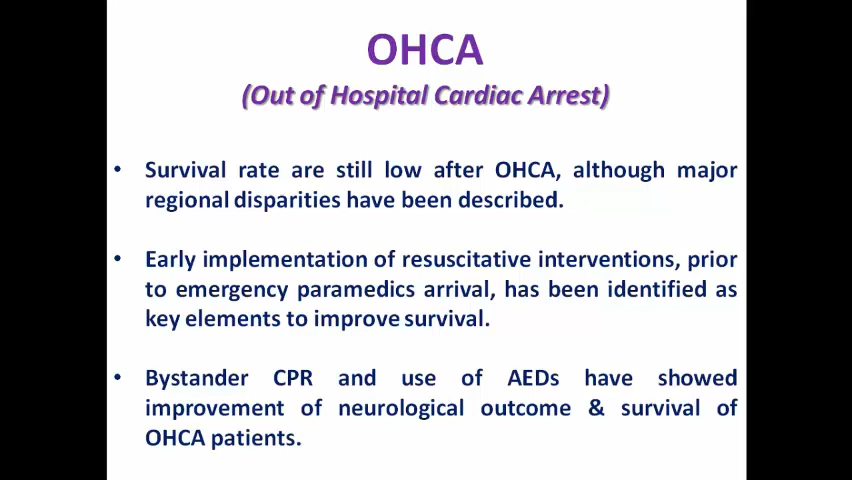 OHCA
(Out of Hospital Cardiac Arrest)
• Survival rate are still low after OHCA, although major
regional disparities have been described.
• Early implementation of resuscitative interventions, prior
to emergency paramedics arrival, has been identified as
key elements to improve survival.
• Bystander CPR and use of AEDs have showed
improvement of neurological outcome & survival of
OHCA patients.